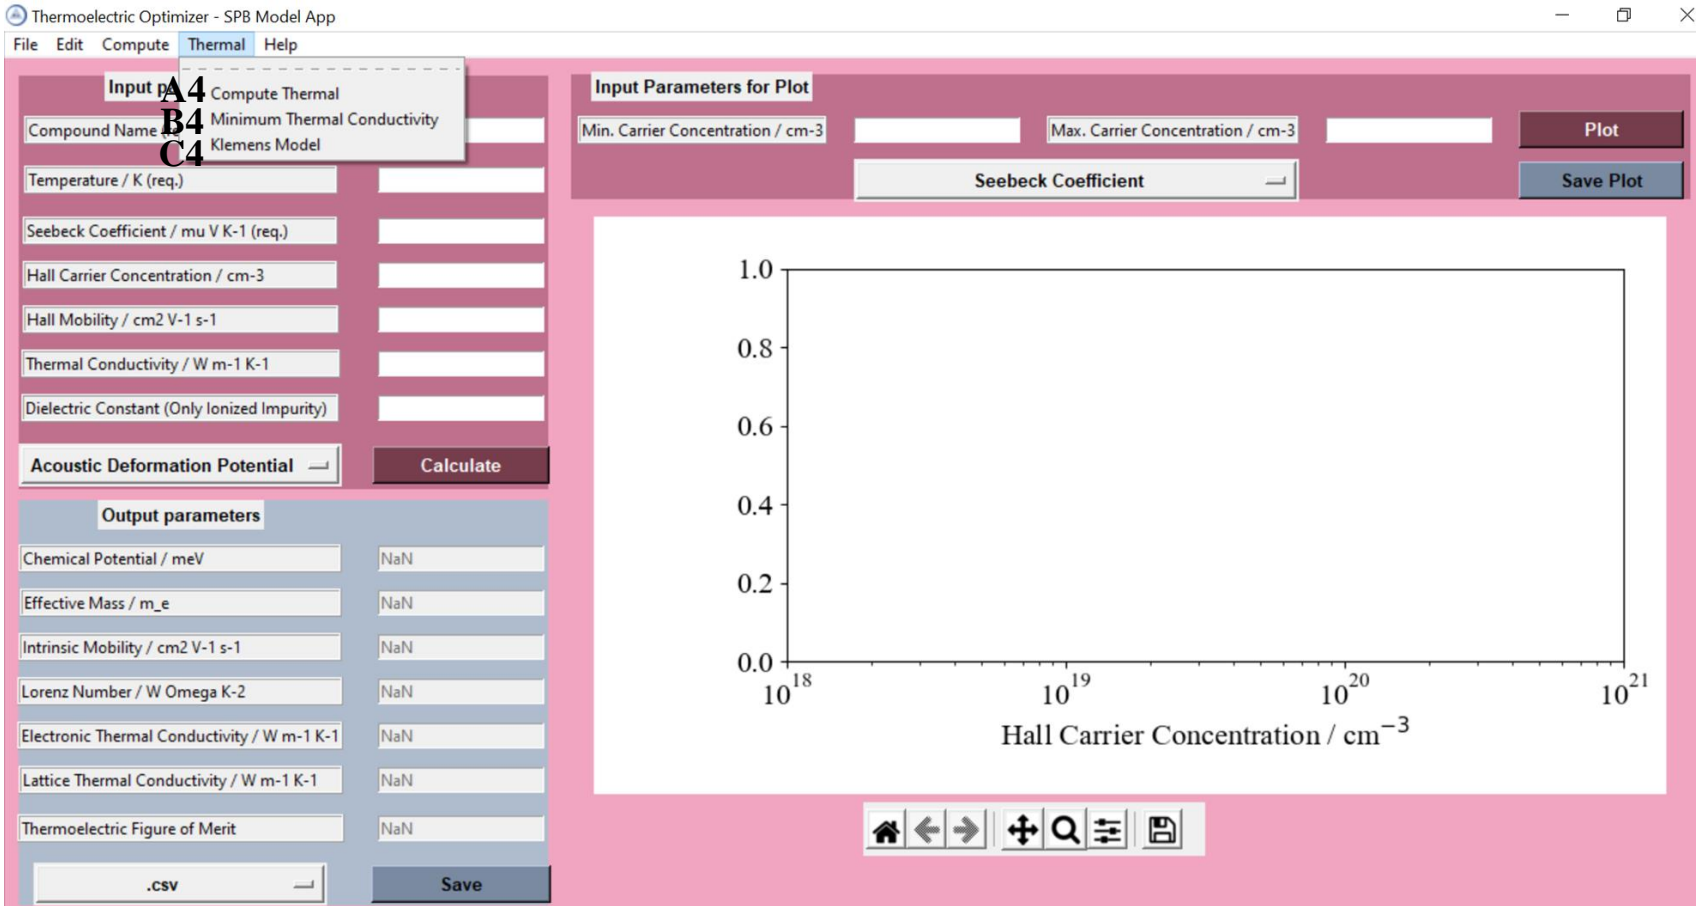 Thermoelectric Optimizer - SPB Model App
File Edit Compute Thermal Help
A4 Compute Thermal
B4 Minimum Thermal Conductivity
C4 Klemens Model
Input p
Compound Name (re
Temperature / K (req.)
Seebeck Coefficient / mu V K-1 (req.)
Hall Carrier Concentration / cm-3
Hall Mobility / cm2 V-1 s-1
Thermal Conductivity / W m-1 K-1
Dielectric Constant (Only Ionized Impurity)
Acoustic Deformation Potential
Calculate
Output parameters
Chemical Potential / meV NaN
Effective Mass / m_e NaN
Intrinsic Mobility / cm2 V-1 s-1 NaN
Lorenz Number / W Omega K-2 NaN
Electronic Thermal Conductivity / W m-1 K-1 NaN
Lattice Thermal Conductivity / W m-1 K-1 NaN
Thermoelectric Figure of Merit NaN
.csv
Save
Input Parameters for Plot
Min. Carrier Concentration / cm-3
Max. Carrier Concentration / cm-3
Plot
Seebeck Coefficient
Save Plot
1.0
0.8
0.6
0.4
0.2
0.0
10^18 10^19 10^20 10^21
Hall Carrier Concentration / cm^−3